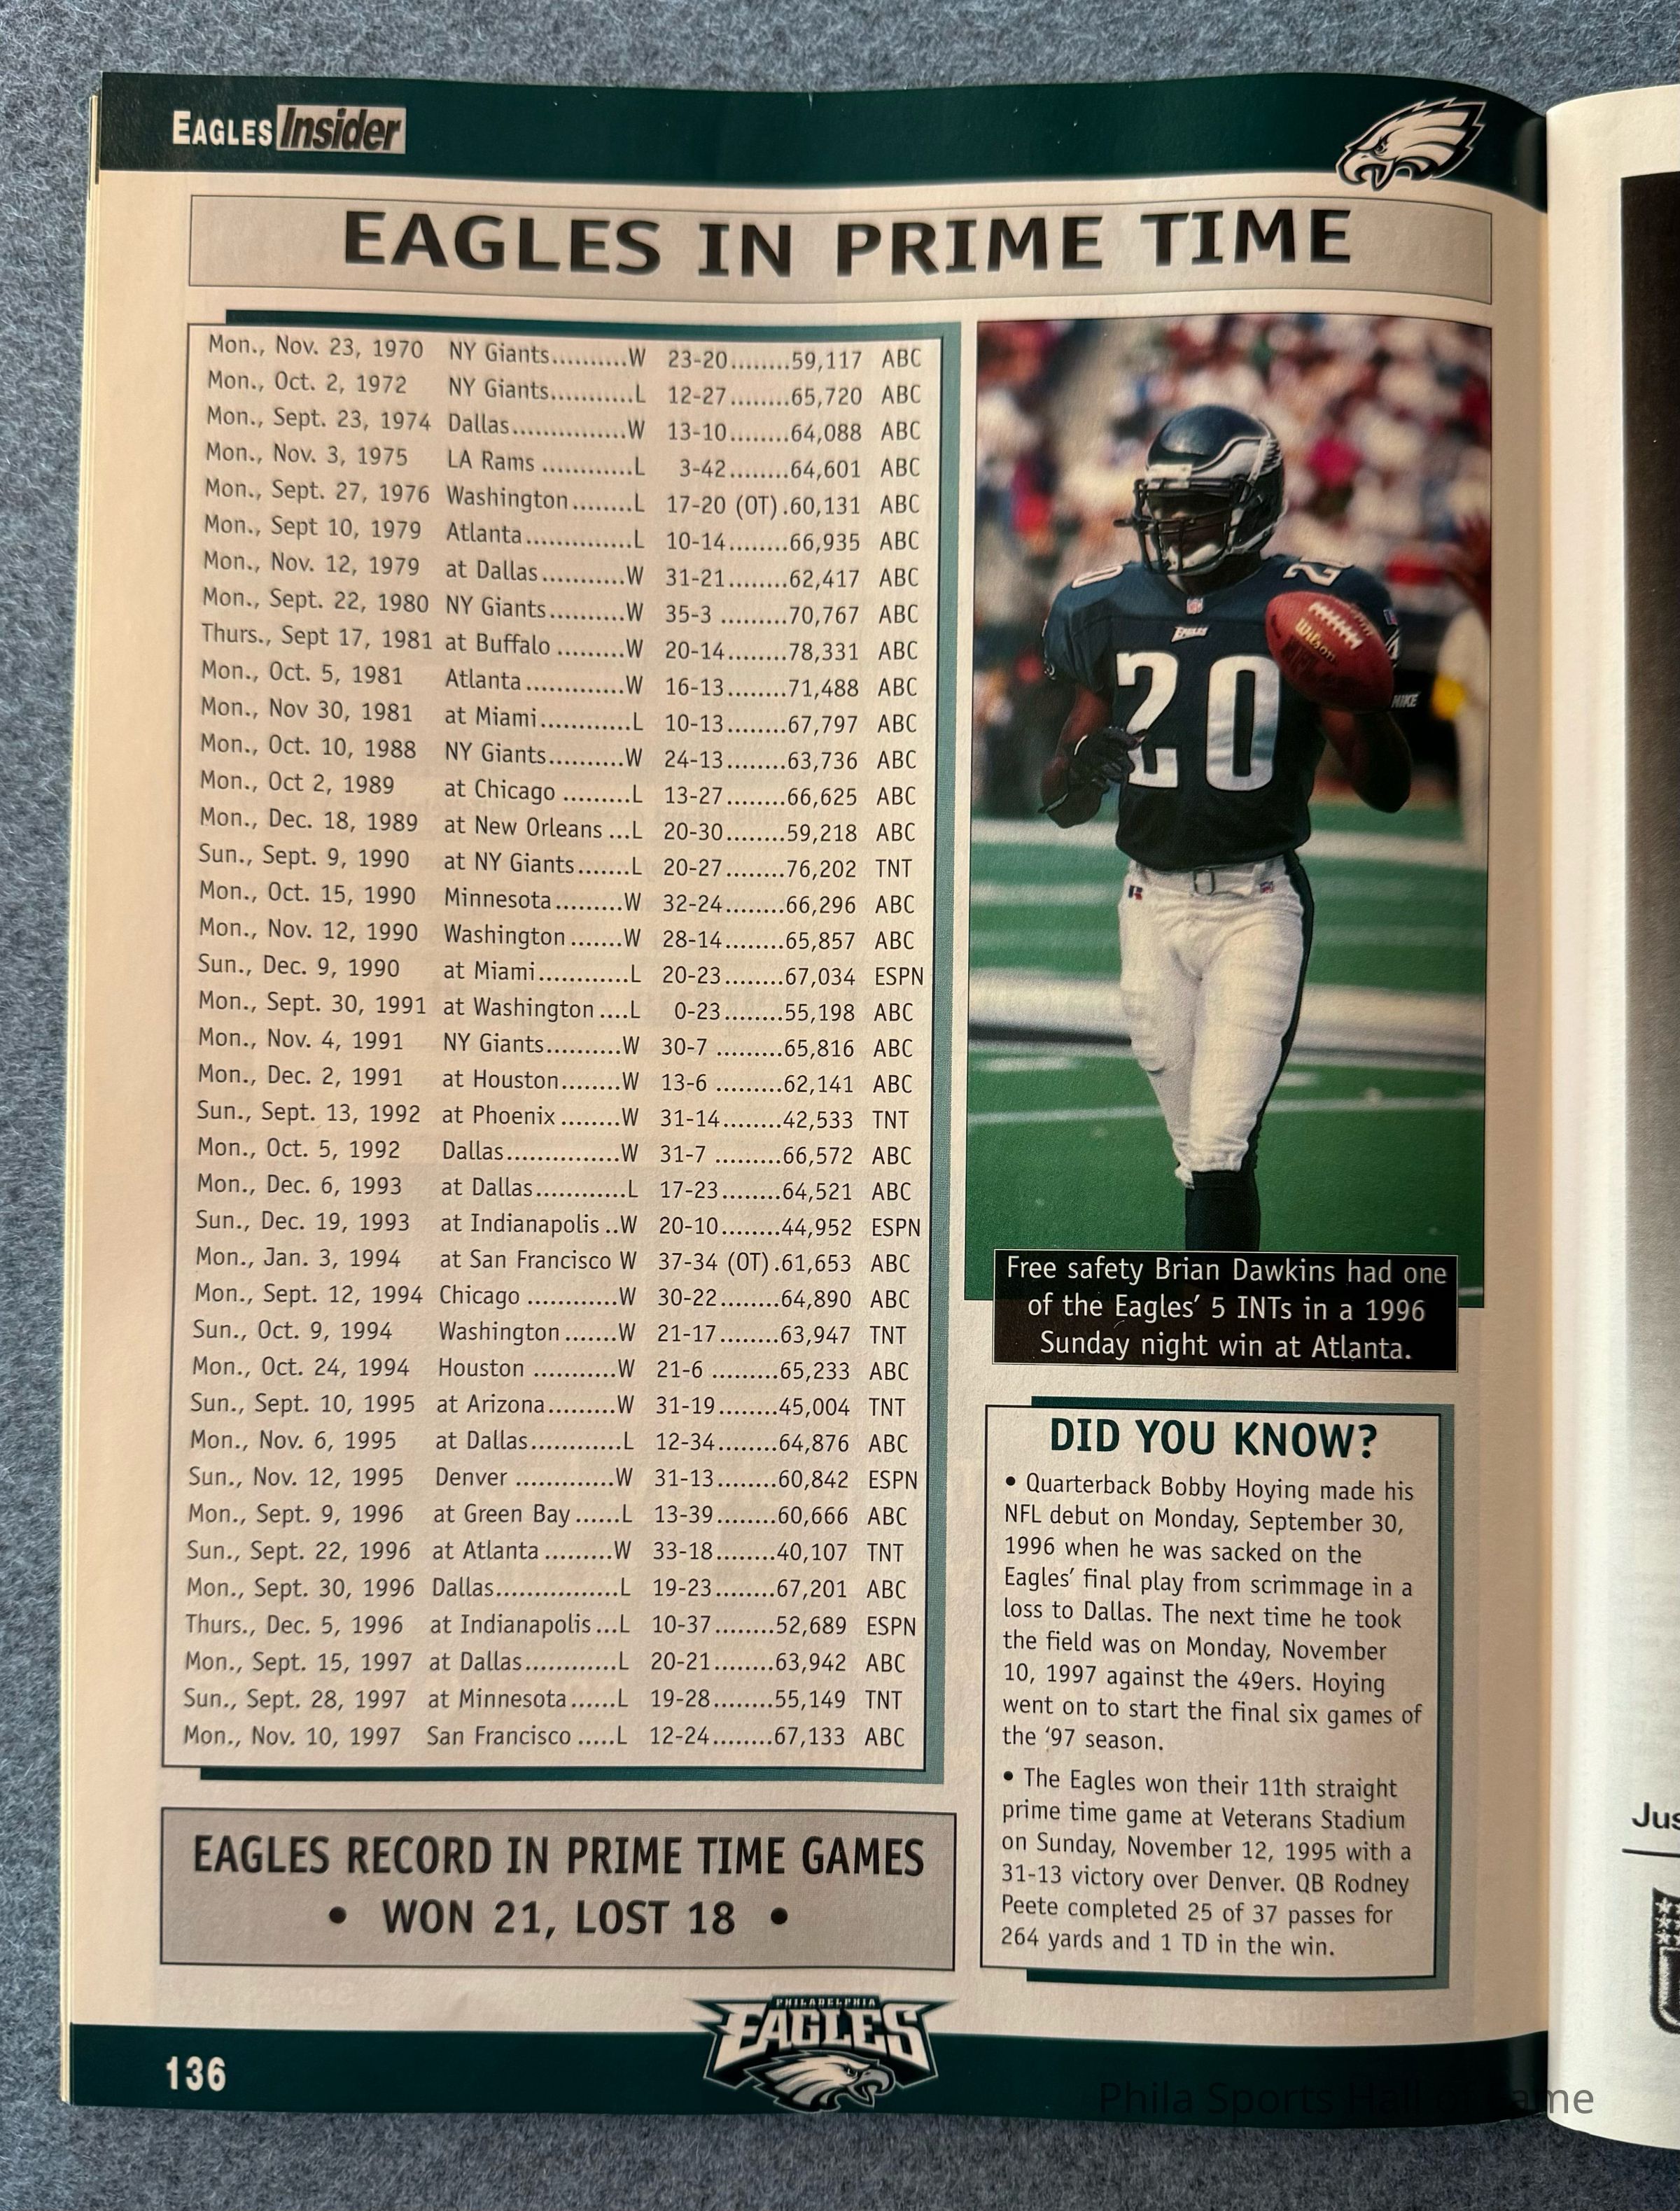 EAGLES Insider
EAGLES IN PRIME TIME
Mon., Nov. 23, 1970 NY Giants..........W 23-20........59,117 ABC
Mon., Oct. 2, 1972 NY Giants...........L 12-27........65,720 ABC
Mon., Sept. 23, 1974 Dallas...............W 13-10........64,088 ABC
Mon., Nov. 3, 1975 LA Rams ............L 3-42........64,601 ABC
Mon., Sept. 27, 1976 Washington........L 17-20 (OT).60,131 ABC
Mon., Sept 10, 1979 Atlanta..............L 10-14........66,935 ABC
Mon., Nov. 12, 1979 at Dallas...........W 31-21........62,417 ABC
Mon., Sept. 22, 1980 NY Giants..........W 35-3 .........70,767 ABC
Thurs., Sept 17, 1981 at Buffalo .........W 20-14........78,331 ABC
Mon., Oct. 5, 1981 Atlanta.............W 16-13........71,488 ABC
Mon., Nov 30, 1981 at Miami............L 10-13........67,797 ABC
Mon., Oct. 10, 1988 NY Giants..........W 24-13........63,736 ABC
Mon., Oct 2, 1989 at Chicago .........L 13-27........66,625 ABC
Mon., Dec. 18, 1989 at New Orleans ...L 20-30........59,218 ABC
Sun., Sept. 9, 1990 at NY Giants.......L 20-27........76,202 TNT
Mon., Oct. 15, 1990 Minnesota.........W 32-24........66,296 ABC
Mon., Nov. 12, 1990 Washington.......W 28-14........65,857 ABC
Sun., Dec. 9, 1990 at Miami............L 20-23........67,034 ESPN
Mon., Sept. 30, 1991 at Washington....L 0-23........55,198 ABC
Mon., Nov. 4, 1991 NY Giants..........W 30-7 .........65,816 ABC
Mon., Dec. 2, 1991 at Houston........W 13-6 .........62,141 ABC
Sun., Sept. 13, 1992 at Phoenix ........W 31-14........42,533 TNT
Mon., Oct. 5, 1992 Dallas...............W 31-7 .........66,572 ABC
Mon., Dec. 6, 1993 at Dallas............L 17-23........64,521 ABC
Sun., Dec. 19, 1993 at Indianapolis..W 20-10........44,952 ESPN
Mon., Jan. 3, 1994 at San Francisco W 37-34 (OT).61,653 ABC
Mon., Sept. 12, 1994 Chicago ............W 30-22........64,890 ABC
Sun., Oct. 9, 1994 Washington.......W 21-17........63,947 TNT
Mon., Oct. 24, 1994 Houston ...........W 21-6 .........65,233 ABC
Sun., Sept. 10, 1995 at Arizona.........W 31-19........45,004 TNT
Mon., Nov. 6, 1995 at Dallas............L 12-34........64,876 ABC
Sun., Nov. 12, 1995 Denver .............W 31-13........60,842 ESPN
Mon., Sept. 9, 1996 at Green Bay......L 13-39........60,666 ABC
Sun., Sept. 22, 1996 at Atlanta.........W 33-18........40,107 TNT
Mon., Sept. 30, 1996 Dallas................L 19-23........67,201 ABC
Thurs., Dec. 5, 1996 at Indianapolis...L 10-37........52,689 ESPN
Mon., Sept. 15, 1997 at Dallas............L 20-21........63,942 ABC
Sun., Sept. 28, 1997 at Minnesota......L 19-28........55,149 TNT
Mon., Nov. 10, 1997 San Francisco .....L 12-24........67,133 ABC
EAGLES RECORD IN PRIME TIME GAMES
• WON 21, LOST 18 •
20
EAGLES
20
Wilson
NIKE
Free safety Brian Dawkins had one
of the Eagles' 5 INTs in a 1996
Sunday night win at Atlanta.
DID YOU KNOW?
• Quarterback Bobby Hoying made his
NFL debut on Monday, September 30,
1996 when he was sacked on the
Eagles' final play from scrimmage in a
loss to Dallas. The next time he took
the field was on Monday, November
10, 1997 against the 49ers. Hoying
went on to start the final six games of
the '97 season.
• The Eagles won their 11th straight
prime time game at Veterans Stadium
on Sunday, November 12, 1995 with a
31-13 victory over Denver. QB Rodney
Peete completed 25 of 37 passes for
264 yards and 1 TD in the win.
PHILADELPHIA
EAGLES
136
Phila Sports Hall